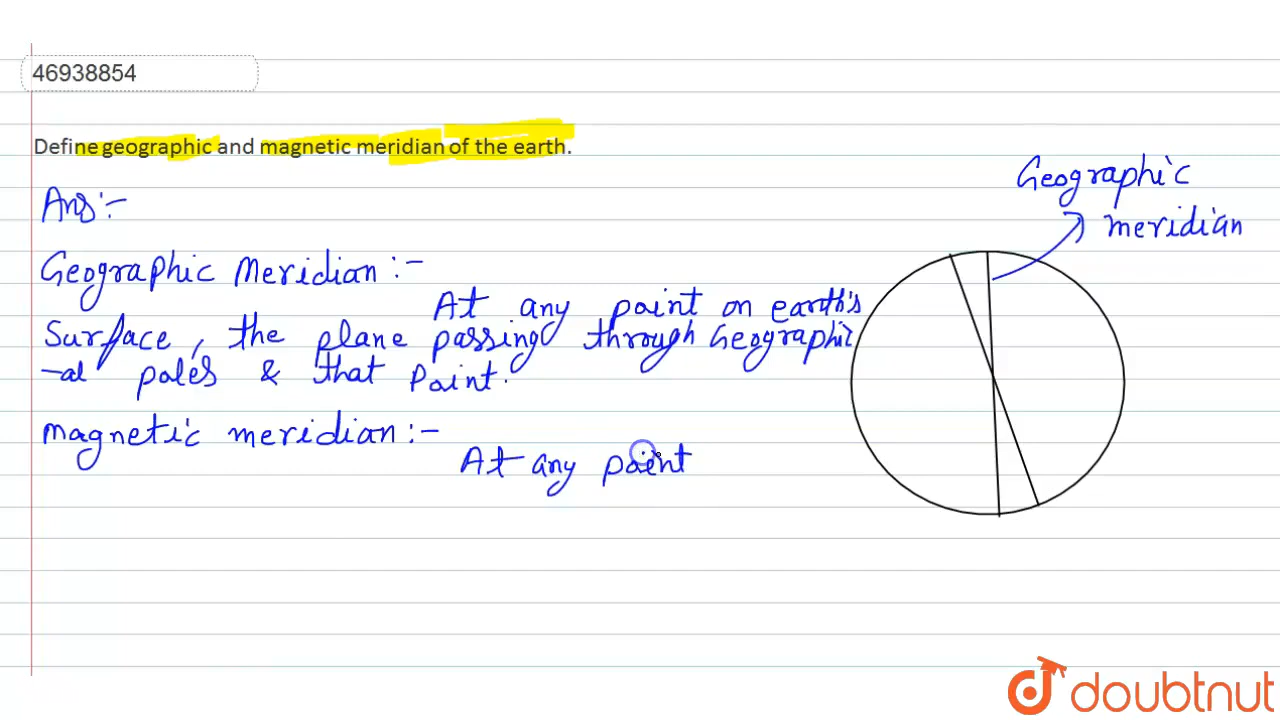 46938854
Define geographic and magnetic meridian of the earth.
Ans:-
Geographic
meridian
Geographic Meridian:-
At any point on earth's
Surface, the plane passing through Geographic
-al poles & that Point.
magnetic meridian:-
At any point
doubtnut